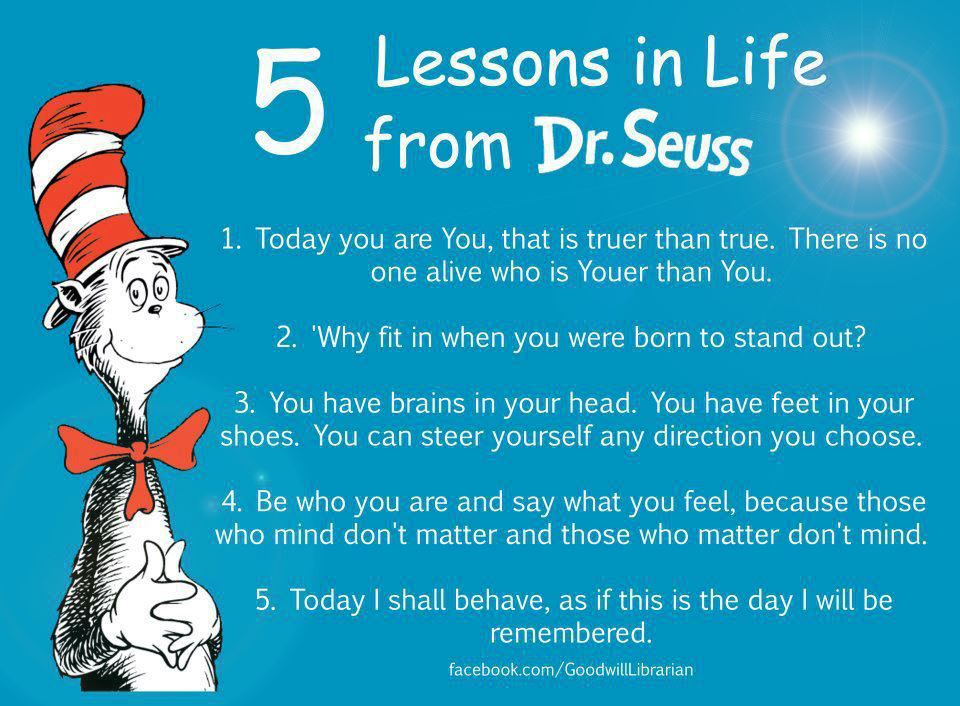 5 Lessons in Life
from Dr. Seuss
1. Today you are You, that is truer than true. There is no
one alive who is Youer than You.
2. 'Why fit in when you were born to stand out?
3. You have brains in your head. You have feet in your
shoes. You can steer yourself any direction you choose.
4. Be who you are and say what you feel, because those
who mind don't matter and those who matter don't mind.
5. Today I shall behave, as if this is the day I will be
remembered.
facebook.com/GoodwillLibrarian